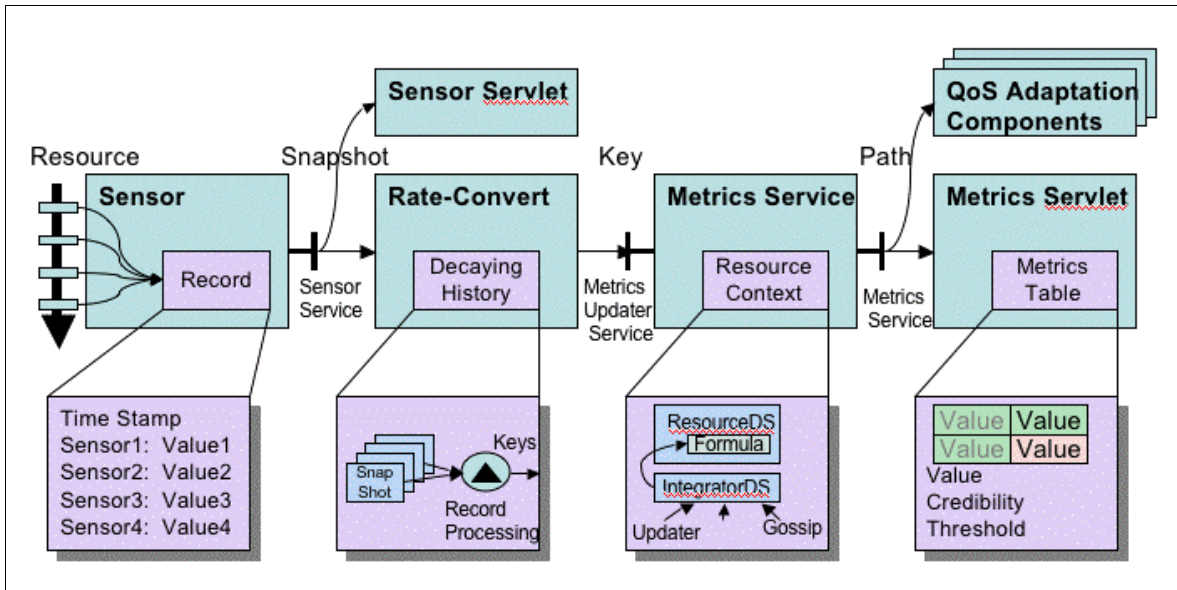 Sensor Servlet
QoS Adaptation
Components
Resource
Snapshot
Key
Path
Sensor
Rate-Convert
Metrics Service
Metrics Servlet
Record
Decaying
History
Resource
Context
Metrics
Table
Sensor
Service
Metrics
Updater
Service
Metrics
Service
Time Stamp
Sensor1: Value1
Sensor2: Value2
Sensor3: Value3
Sensor4: Value4
Keys
Snap
Shot
Record
Processing
ResourceDS
Formula
IntegratorDS
Updater
Gossip
Value Value
Value Value
Value
Credibility
Threshold